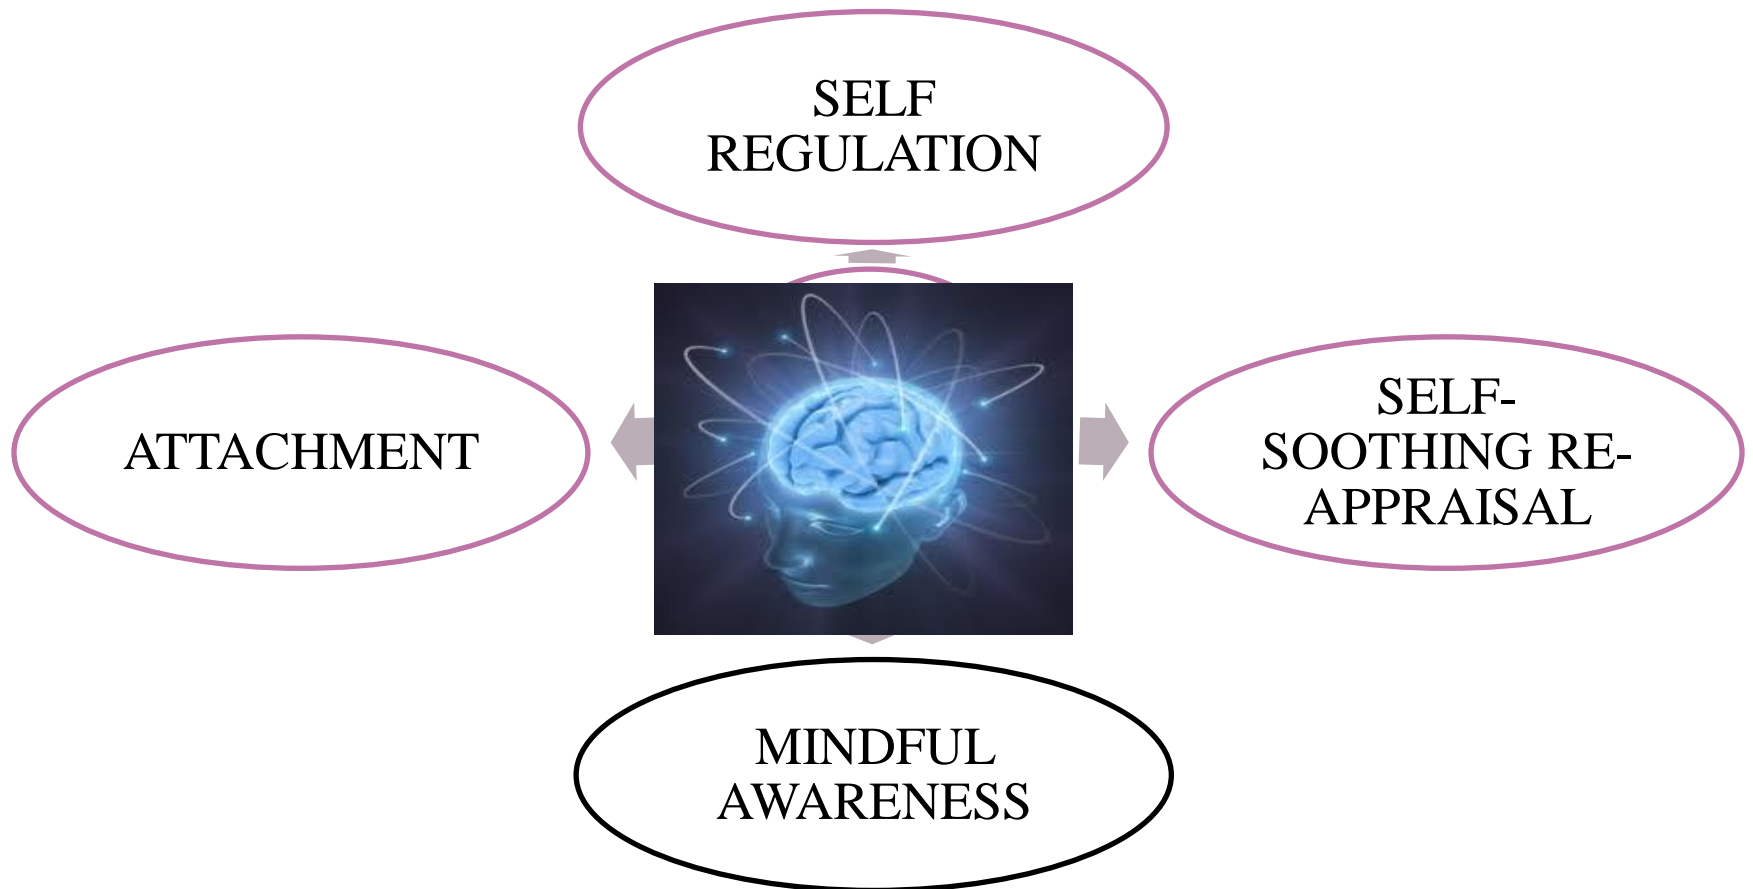 SELF
REGULATION
ATTACHMENT
SELF-
SOOTHING RE-
APPRAISAL
MINDFUL
AWARENESS